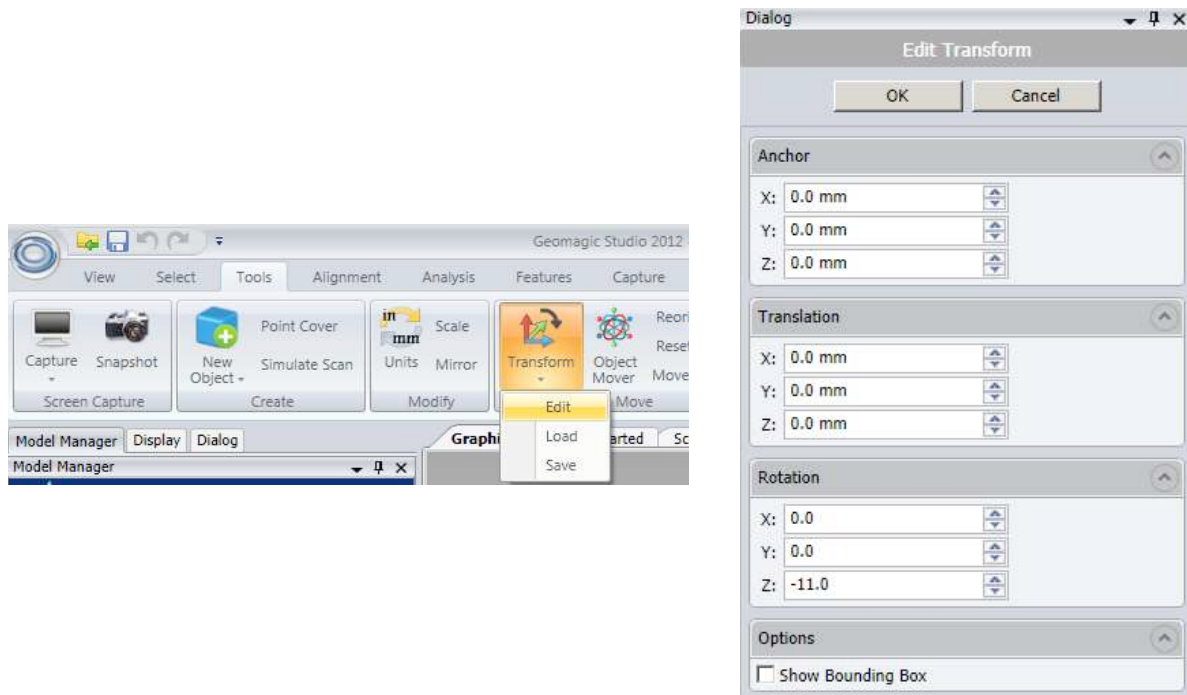 Geomagic Studio 2012
View Select Tools Alignment Analysis Features Capture
in
mm
Point Cover
Scale
Capture Snapshot New Object Simulate Scan Units Mirror Transform Object Mover Move
Screen Capture Create Modify Move
Edit
Load
Save
Model Manager Display Dialog
Model Manager
Dialog
Edit Transform
OK Cancel
Anchor
X: 0.0 mm
Y: 0.0 mm
Z: 0.0 mm
Translation
X: 0.0 mm
Y: 0.0 mm
Z: 0.0 mm
Rotation
X: 0.0
Y: 0.0
Z: -11.0
Options
Show Bounding Box